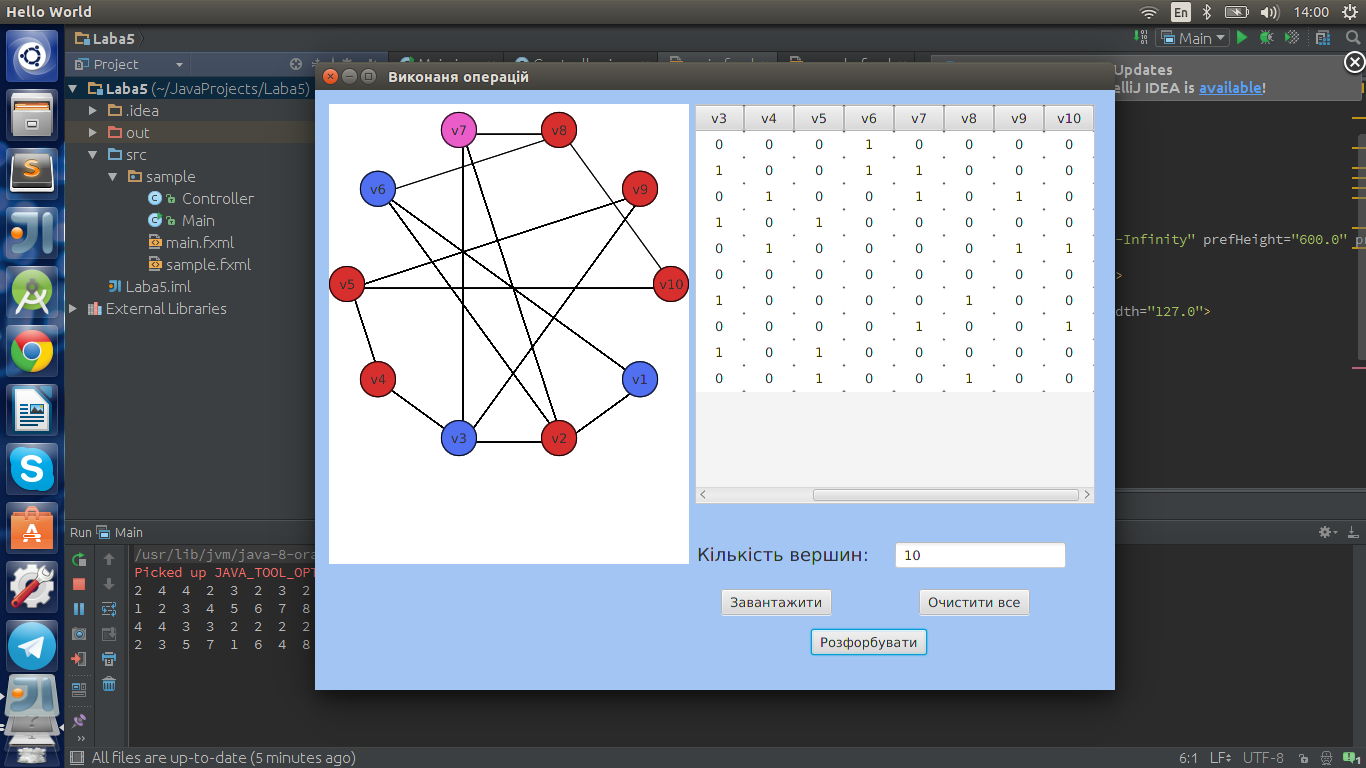 Hello World
En
14:00
Laba5
Main
Project
Laba5 (~/JavaProjects/Laba5)
.idea
out
src
sample
Controller
Main
main.fxml
sample.fxml
Laba5.iml
External Libraries
Updates
elliJ IDEA is available!
-Infinity" prefHeight="600.0"
>
dth="127.0">
Виконаня операцій
v7
v8
v6
v9
v5
v10
v4
v1
v3
v2
v3 v4 v5 v6 v7 v8 v9 v10
0 0 0 1 0 0 0 0
1 0 0 1 1 0 0 0
0 1 0 0 1 0 1 0
1 0 1 0 0 0 0 0
0 1 0 0 0 0 1 1
0 0 0 0 0 0 0 0
1 0 0 0 0 1 0 0
0 0 0 0 1 0 0 1
1 0 1 0 0 0 0 0
0 0 1 0 0 1 0 0
Кількість вершин: 10
Завантажити
Очистити все
Розфорбувати
Run Main
/usr/lib/jvm/java-8-ora
Picked up JAVA_TOOL_OPT
2 4 4 2 3 2 3 2
1 2 3 4 5 6 7 8
4 4 3 3 2 2 2 2
2 3 5 7 1 6 4 8
All files are up-to-date (5 minutes ago)
6:1
LF
UTF-8